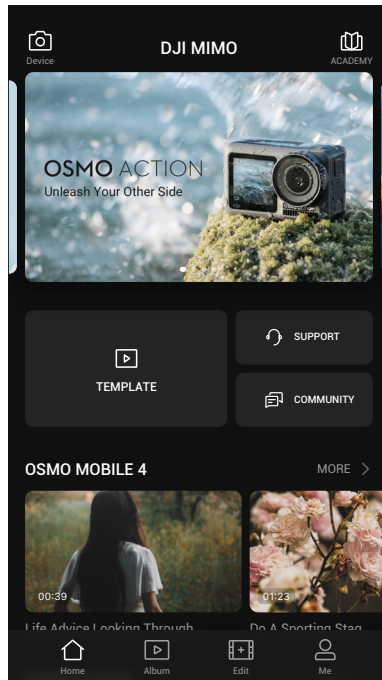 DJI MIMO
Device
ACADEMY
OSMO ACTION
Unleash Your Other Side
TEMPLATE
SUPPORT
COMMUNITY
OSMO MOBILE 4
MORE
00:39
01:23
Life Advice Looking Through
Do A Sporting Stag
Home
Album
Edit
Me